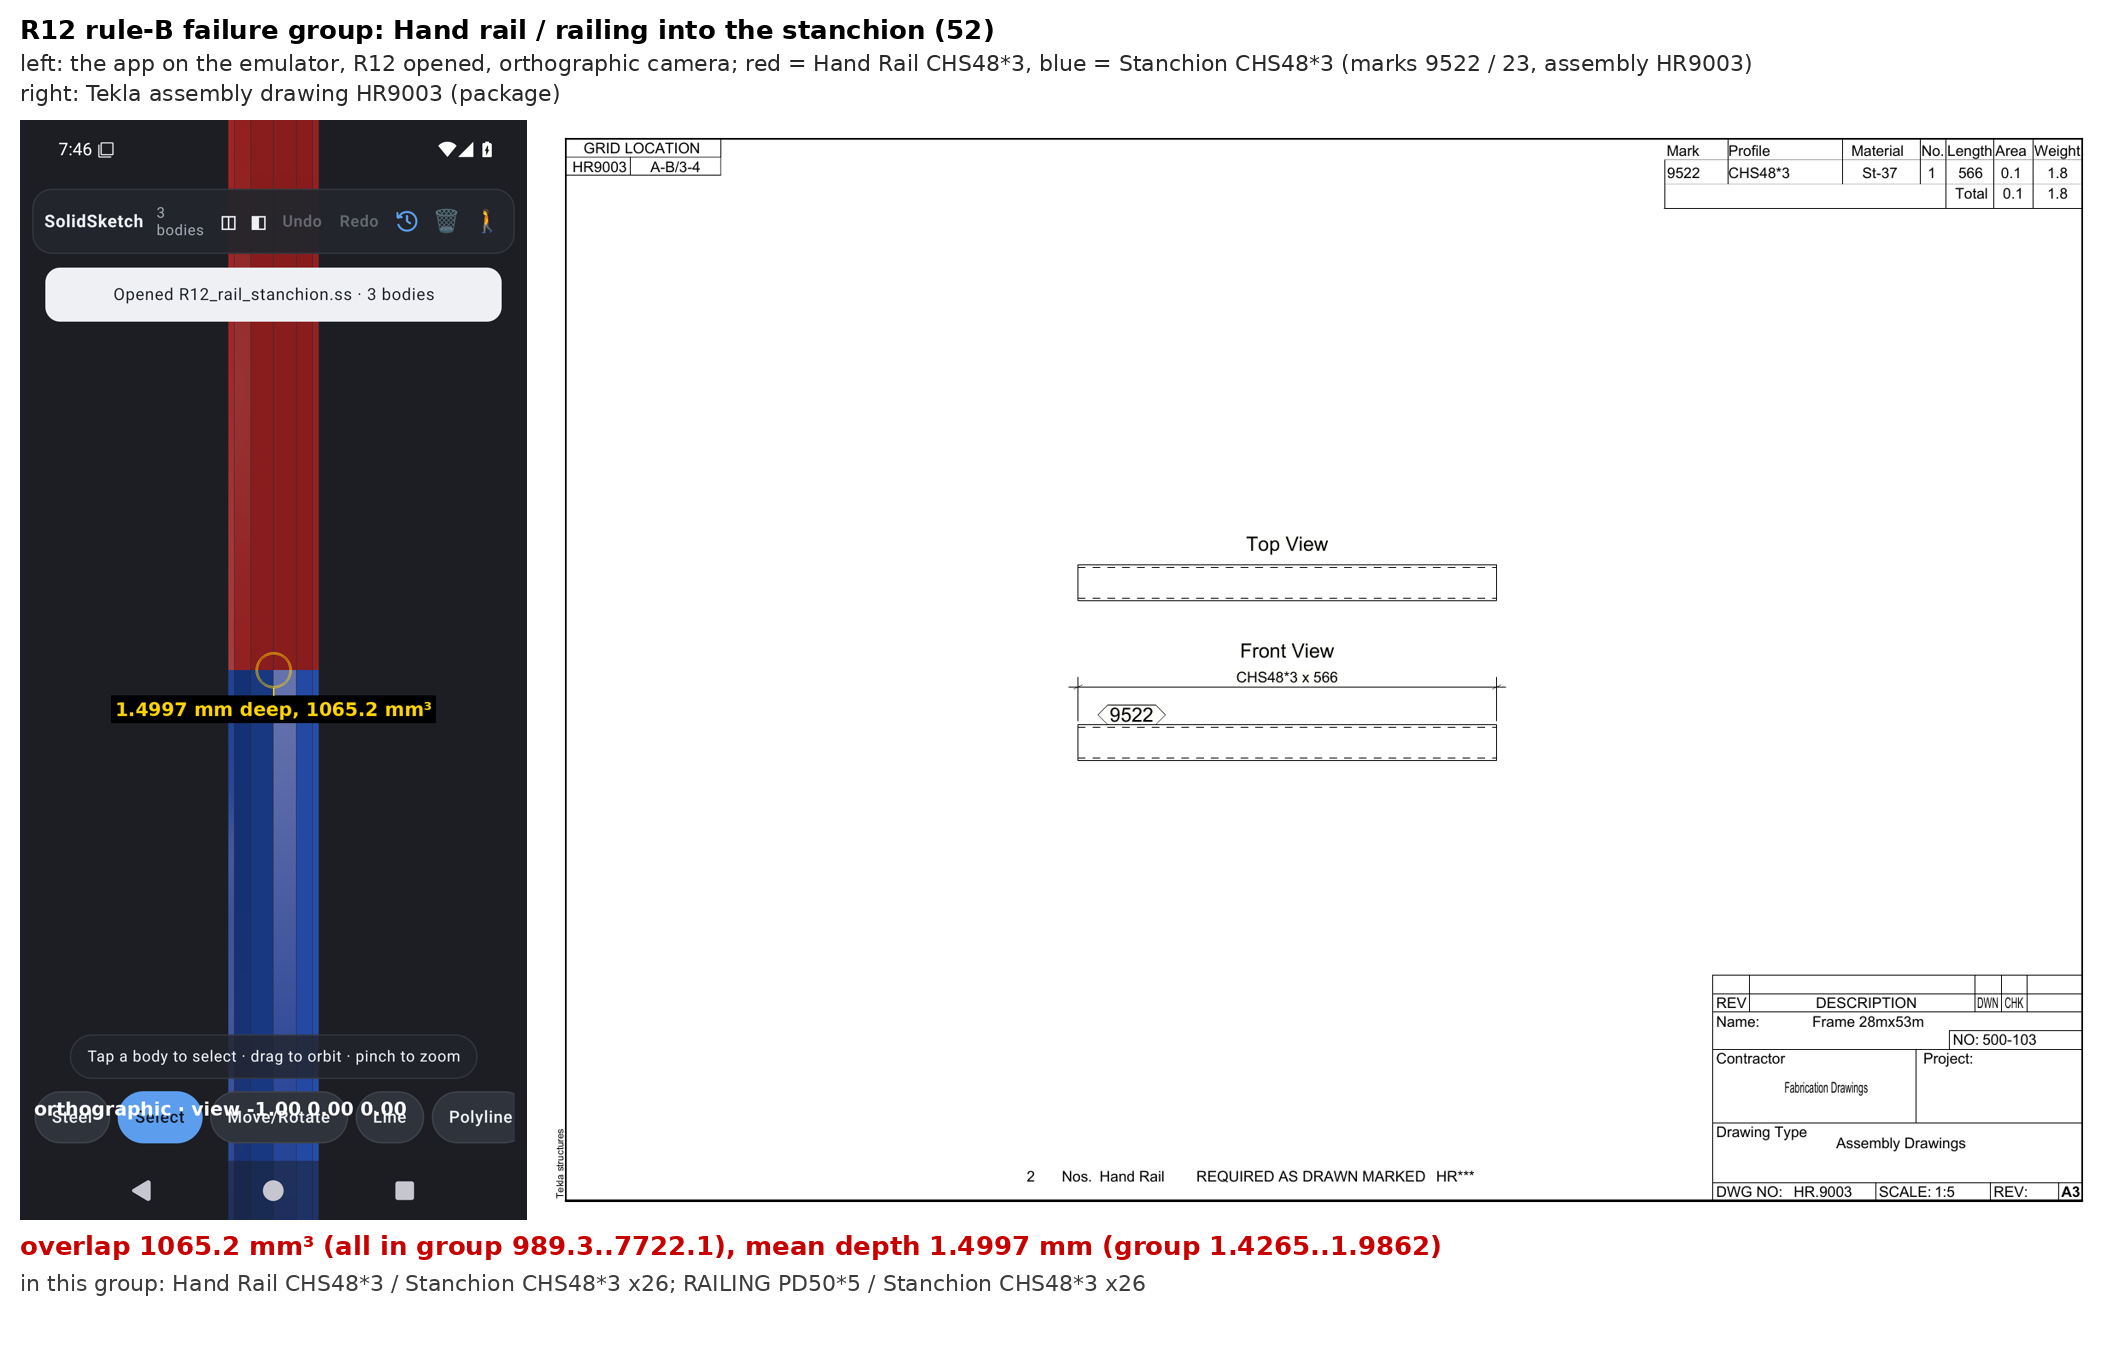 R12 rule-B failure group: Hand rail / railing into the stanchion (52)
left: the app on the emulator, R12 opened, orthographic camera; red = Hand Rail CHS48*3, blue = Stanchion CHS48*3 (marks 9522 / 23, assembly HR9003)
right: Tekla assembly drawing HR9003 (package)
7:46
SolidSketch 3 bodies Undo Redo
Opened R12_rail_stanchion.ss · 3 bodies
1.4997 mm deep, 1065.2 mm³
Tap a body to select · drag to orbit · pinch to zoom
orthographic · view -1.00 0.00 0.00
Steel Select Move/Rotate Line Polyline
GRID LOCATION
HR9003 A-B/3-4
Mark Profile Material No. Length Area Weight
9522 CHS48*3 St-37 1 566 0.1 1.8
Total 0.1 1.8
Top View
Front View
CHS48*3 x 566
9522
REV DESCRIPTION DWN CHK
Name: Frame 28mx53m
NO: 500-103
Contractor Project:
Fabrication Drawings
Drawing Type
Assembly Drawings
Tekla structures
2 Nos. Hand Rail REQUIRED AS DRAWN MARKED HR***
DWG NO: HR.9003 SCALE: 1:5 REV: A3
overlap 1065.2 mm³ (all in group 989.3..7722.1), mean depth 1.4997 mm (group 1.4265..1.9862)
in this group: Hand Rail CHS48*3 / Stanchion CHS48*3 x26; RAILING PD50*5 / Stanchion CHS48*3 x26